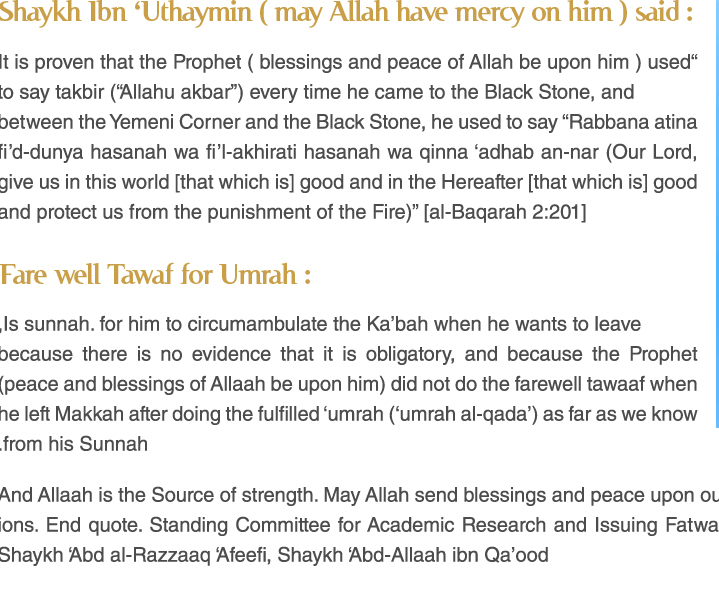 Shaykh Ibn ‘Uthaymin ( may Allah have mercy on him ) said :
It is proven that the Prophet ( blessings and peace of Allah be upon him ) used“
to say takbir (“Allahu akbar”) every time he came to the Black Stone, and
between the Yemeni Corner and the Black Stone, he used to say “Rabbana atina
fi’d-dunya hasanah wa fi’l-akhirati hasanah wa qinna ‘adhab an-nar (Our Lord,
give us in this world [that which is] good and in the Hereafter [that which is] good
and protect us from the punishment of the Fire)” [al-Baqarah 2:201]
Fare well Tawaf for Umrah :
,Is sunnah. for him to circumambulate the Ka’bah when he wants to leave
because there is no evidence that it is obligatory, and because the Prophet
(peace and blessings of Allaah be upon him) did not do the farewell tawaaf when
he left Makkah after doing the fulfilled ‘umrah (‘umrah al-qada’) as far as we know
.from his Sunnah
And Allaah is the Source of strength. May Allah send blessings and peace upon ou
ions. End quote. Standing Committee for Academic Research and Issuing Fatwa
Shaykh ‘Abd al-Razzaaq ‘Afeefi, Shaykh ‘Abd-Allaah ibn Qa’ood